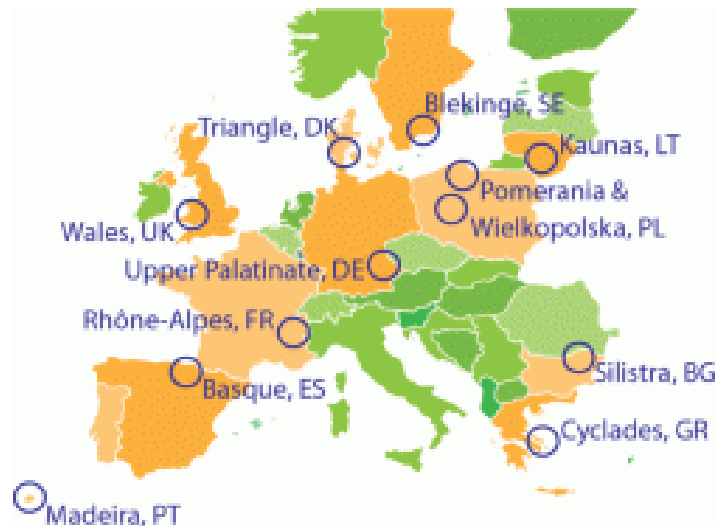 Blekinge, SE
Triangle, DK
Kaunas, LT
Pomerania &
Wielkopolska, PL
Wales, UK
Upper Palatinate, DE
Rhône-Alpes, FR
Silistra, BG
Basque, ES
Cyclades, GR
Madeira, PT